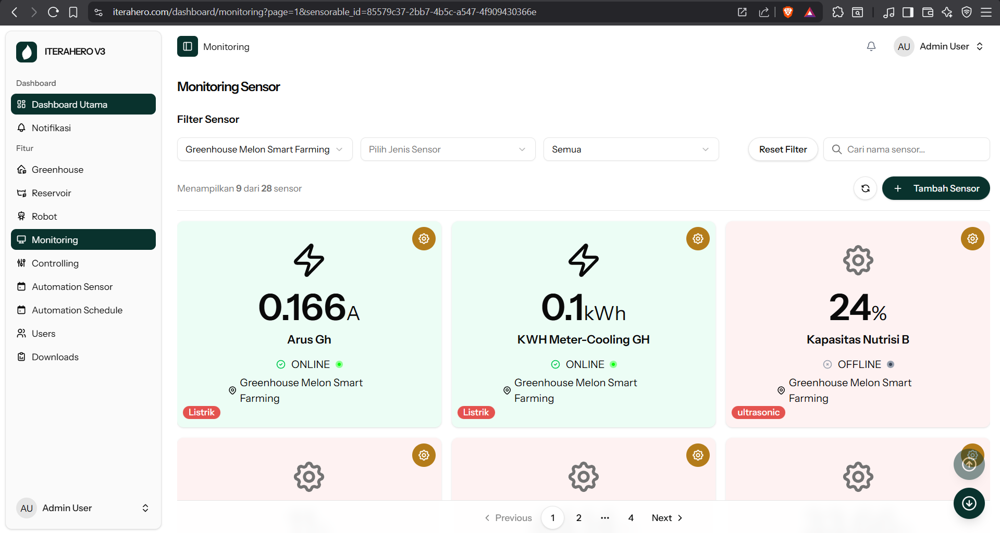 iterahero.com/dashboard/monitoring?page=1&sensorable_id=85579c37-2bb7-4b5c-a547-4f909430366e
ITERAHERO V3
Dashboard
Dashboard Utama
Notifikasi
Fitur
Greenhouse
Reservoir
Robot
Monitoring
Controlling
Automation Sensor
Automation Schedule
Users
Downloads
AU Admin User
Monitoring
AU Admin User
Monitoring Sensor
Filter Sensor
Greenhouse Melon Smart Farming
Pilih Jenis Sensor
Semua
Reset Filter
Cari nama sensor...
Menampilkan 9 dari 28 sensor
+ Tambah Sensor
0.166A
Arus Gh
ONLINE
Greenhouse Melon Smart
Farming
Listrik
0.1kWh
KWH Meter-Cooling GH
ONLINE
Greenhouse Melon Smart
Farming
Listrik
24%
Kapasitas Nutrisi B
OFFLINE
Greenhouse Melon Smart
Farming
ultrasonic
Previous 1 2 ••• 4 Next